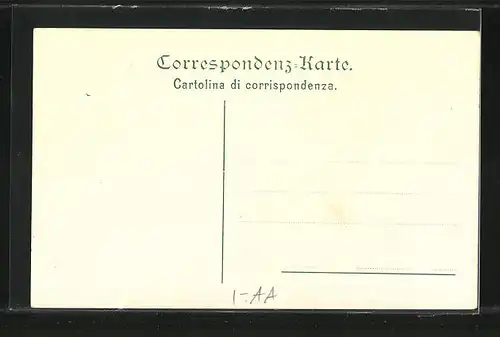 Correspondenz-Karte.
Cartolina di corrispondenza.
1-.AA